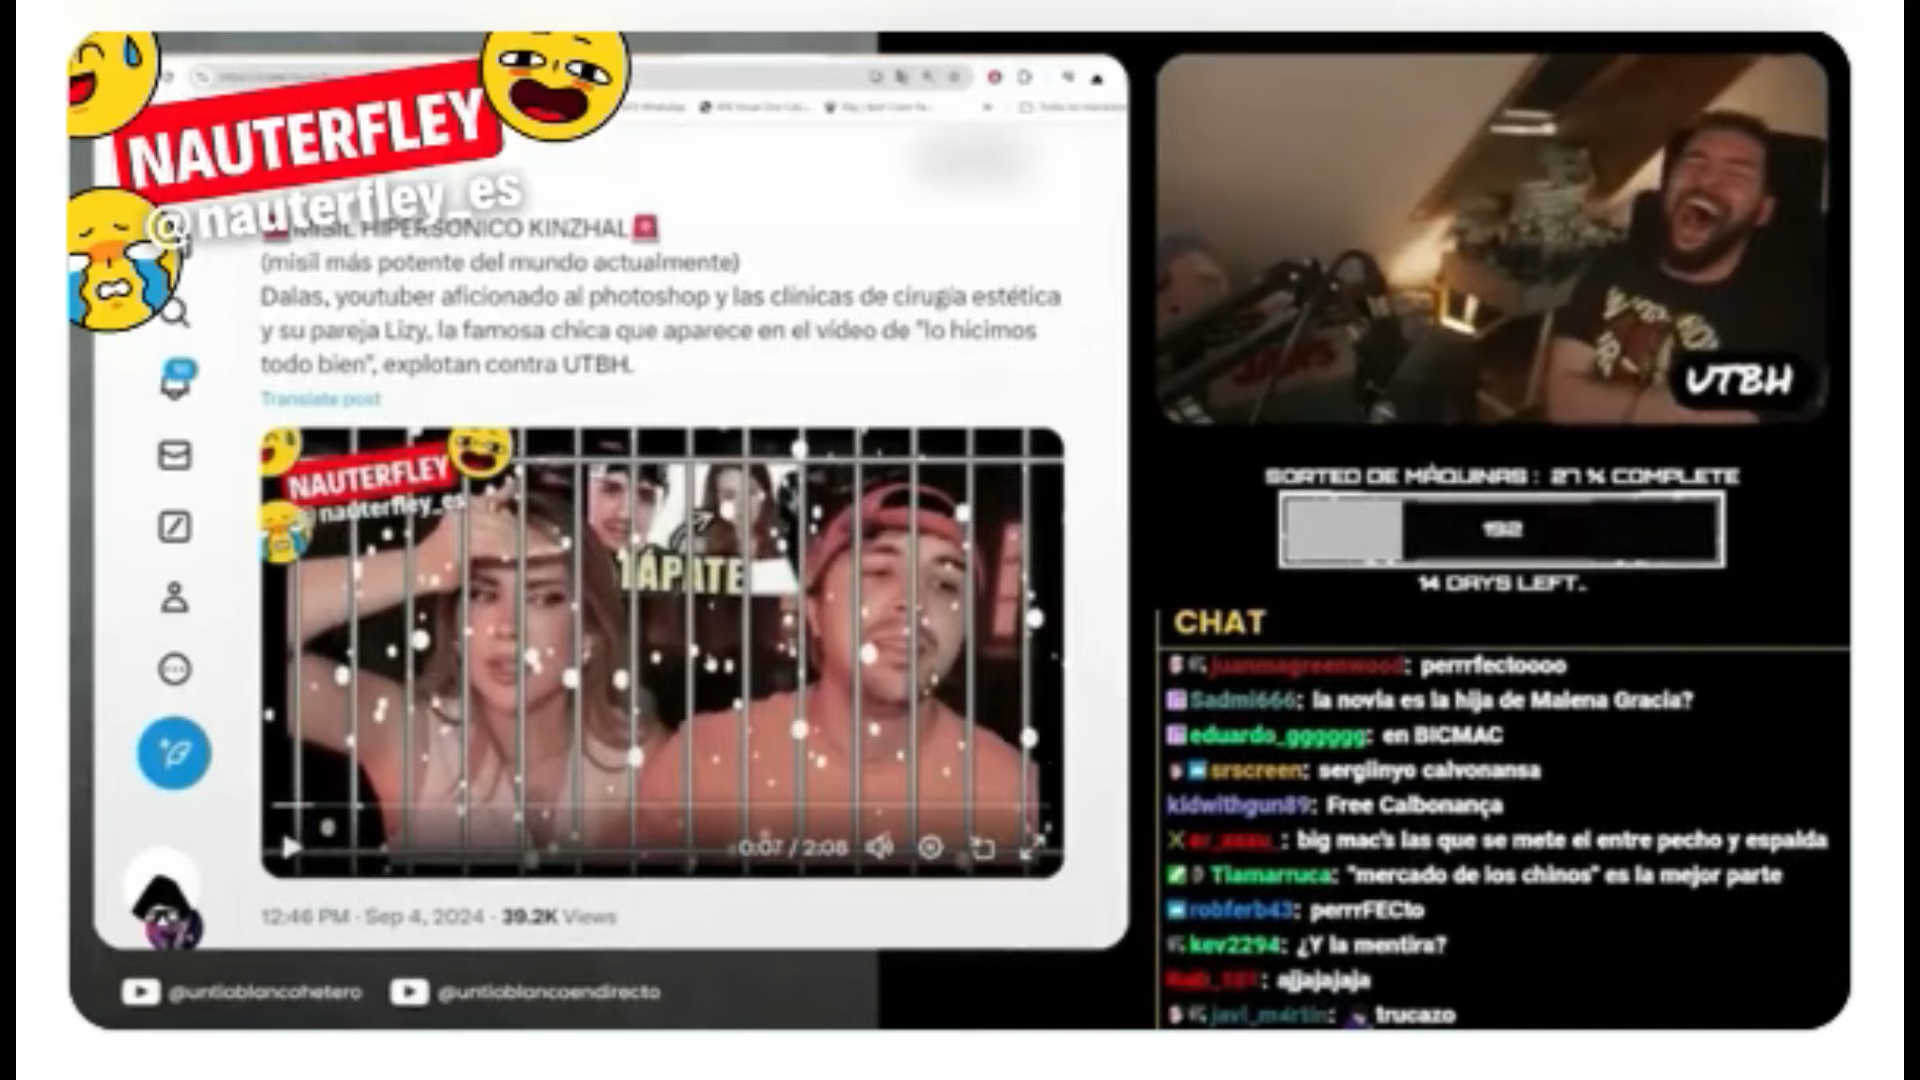 NAUTERFLEY
@nauterfley_es
MISIL HIPERSONICO KINZHAL
(misil más potente del mundo actualmente)
Dalas, youtuber aficionado al photoshop y las clínicas de cirugía estética
y su pareja Lizy, la famosa chica que aparece en el vídeo de "lo hicimos
todo bien", explotan contra UTBH.
Translate post
NAUTERFLEY
@nauterfley_es
TÁPATE
0:07 / 2:08
12:46 PM · Sep 4, 2024 · 39.2K Views
@untioblancohetero
@untioblancoendirecto
UTBH
SORTEO DE MÁQUINAS : 27 % COMPLETE
192
14 DAYS LEFT.
CHAT
juanmagreenwood: perrrfectoooo
Sadmi666: la novia es la hija de Malena Gracia?
eduardo_gggggg: en BICMAC
srscreen: sergiinyo calvonansa
kidwithgun89: Free Calbonança
big mac's las que se mete el entre pecho y espalda
Tiamarruca: "mercado de los chinos" es la mejor parte
robferb43: perrrFECto
kev2294: ¿Y la mentira?
ajjajajaja
javi_m4rtin: trucazo